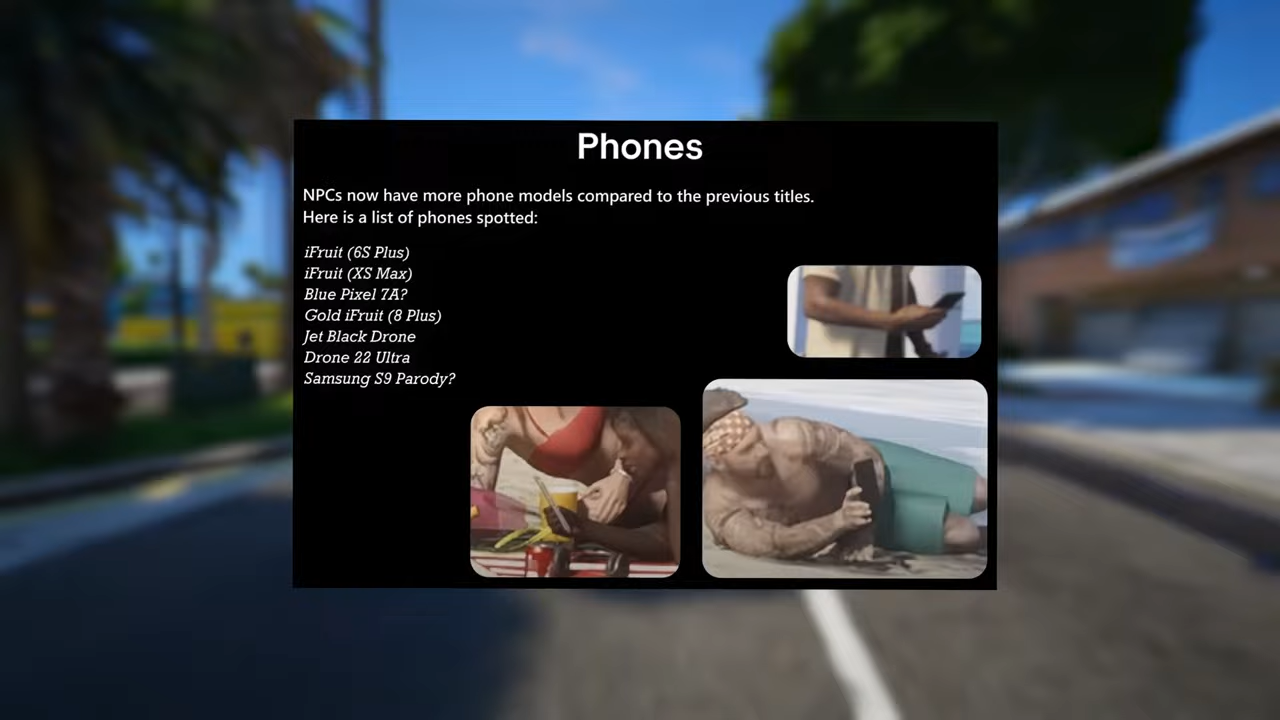 Phones
NPCs now have more phone models compared to the previous titles.
Here is a list of phones spotted:
iFruit (6S Plus)
iFruit (XS Max)
Blue Pixel 7A?
Gold iFruit (8 Plus)
Jet Black Drone
Drone 22 Ultra
Samsung S9 Parody?